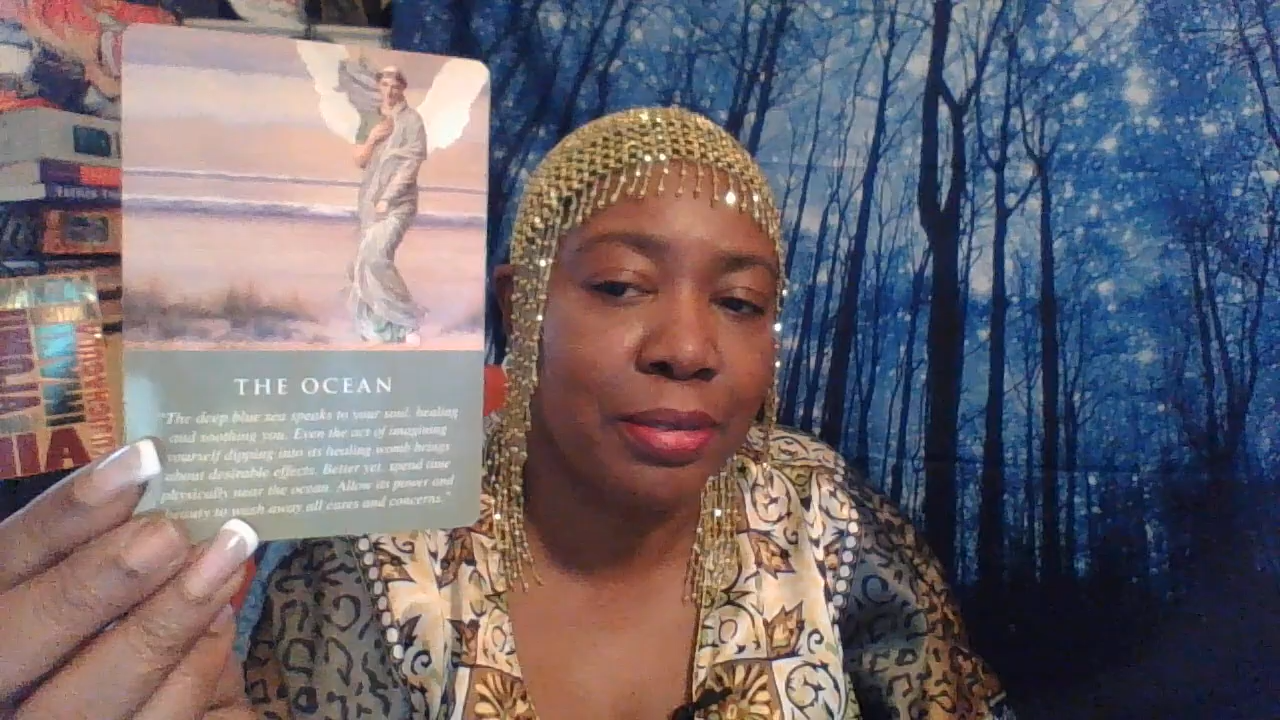 THE OCEAN
"The deep blue sea speaks to your soul, healing
and soothing you. Even the act of imagining
yourself dipping into its healing womb brings
about desirable effects. Better yet, spend time
physically near the ocean. Allow its power and
beauty to wash away all cares and concerns."